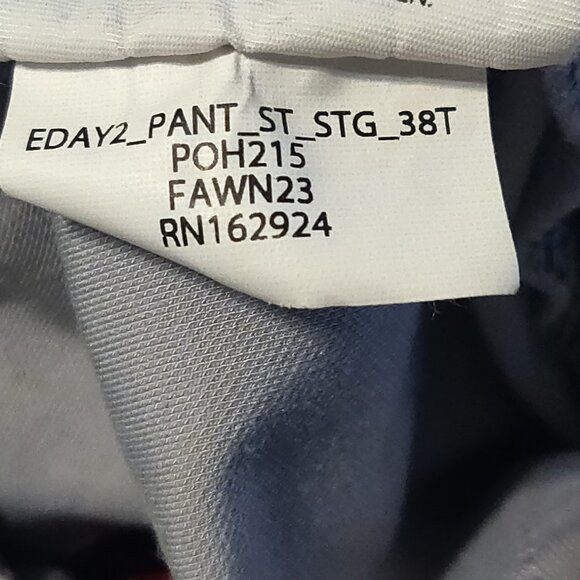 EDAY2_PANT_ST_STG_38T
POH215
FAWN23
RN162924